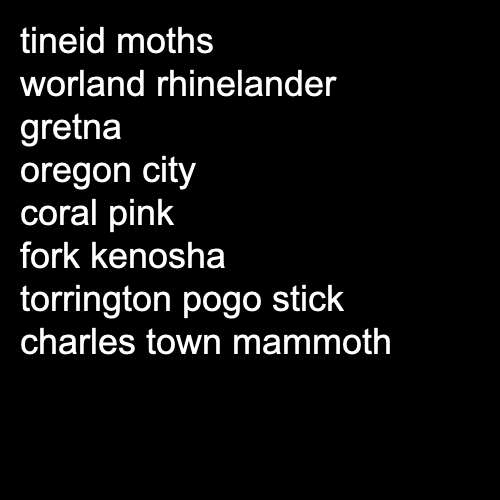 tineid moths
worland rhinelander
gretna
oregon city
coral pink
fork kenosha
torrington pogo stick
charles town mammoth